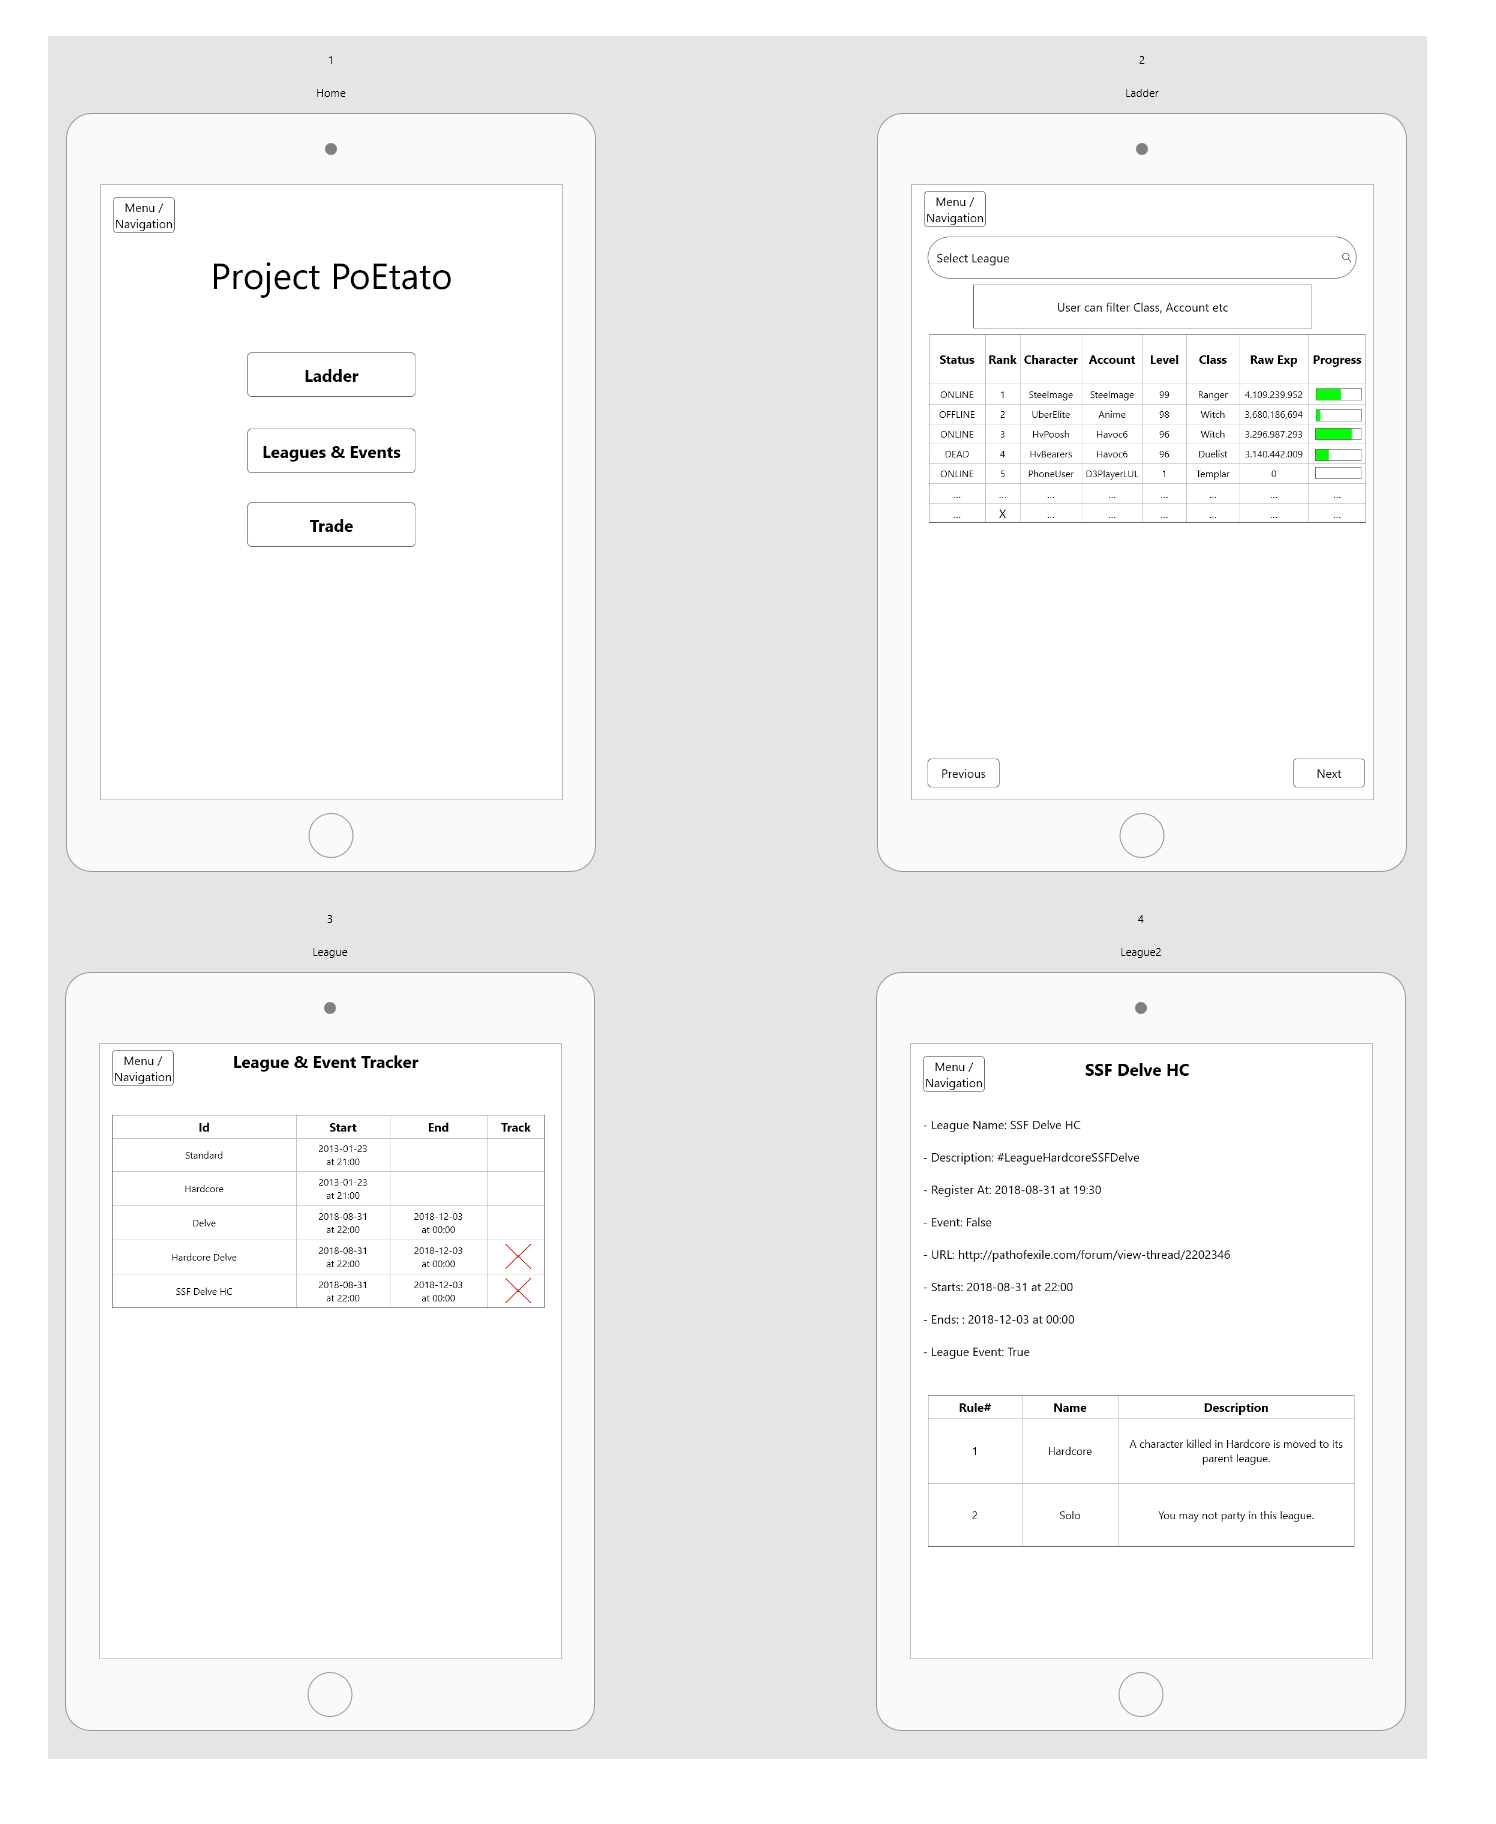 1
Home
Menu /
Navigation
Project PoEtato
Ladder
Leagues & Events
Trade
2
Ladder
Menu /
Navigation
Select League
User can filter Class, Account etc
Status Rank Character Account Level Class Raw Exp Progress
ONLINE 1 Steelmage Steelmage 99 Ranger 4.109.239.952
OFFLINE 2 UberElite Anime 98 Witch 3,680,186,694
ONLINE 3 HvPoosh Havoc6 96 Witch 3.296.987.293
DEAD 4 HvBearers Havoc6 96 Duelist 3.140.442.009
ONLINE 5 PhoneUser D3PlayerLUL 1 Templar 0
... ... ... ... ... ... ... ...
... X ... ... ... ... ... ...
Previous Next
3
League
Menu /
Navigation
League & Event Tracker
Id Start End Track
Standard 2013-01-23
at 21:00
Hardcore 2013-01-23
at 21:00
Delve 2018-08-31 2018-12-03
at 22:00 at 00:00
Hardcore Delve 2018-08-31 2018-12-03
at 22:00 at 00:00
SSF Delve HC 2018-08-31 2018-12-03
at 22:00 at 00:00
4
League2
Menu /
Navigation
SSF Delve HC
- League Name: SSF Delve HC
- Description: #LeagueHardcoreSSFDelve
- Register At: 2018-08-31 at 19:30
- Event: False
- URL: http://pathofexile.com/forum/view-thread/2202346
- Starts: 2018-08-31 at 22:00
- Ends: : 2018-12-03 at 00:00
- League Event: True
Rule# Name Description
1 Hardcore A character killed in Hardcore is moved to its
parent league.
2 Solo You may not party in this league.